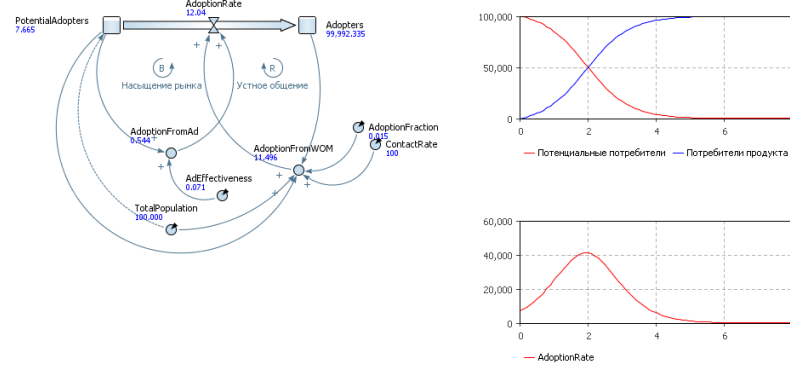 AdoptionRate
12.04
PotentialAdopters
7.665
Adopters
99,992.335
B
R
Насыщение рынка
Устное общение
+
+
AdoptionFromAd
0.544
+
AdoptionFromWOM
11.496
AdoptionFraction
0.015
ContactRate
100
AdEffectiveness
0.071
+
+
+
+
+
TotalPopulation
100,000
100,000
50,000
0
0
2
4
6
Потенциальные потребители
Потребители продукта
60,000
40,000
20,000
0
0
2
4
6
AdoptionRate